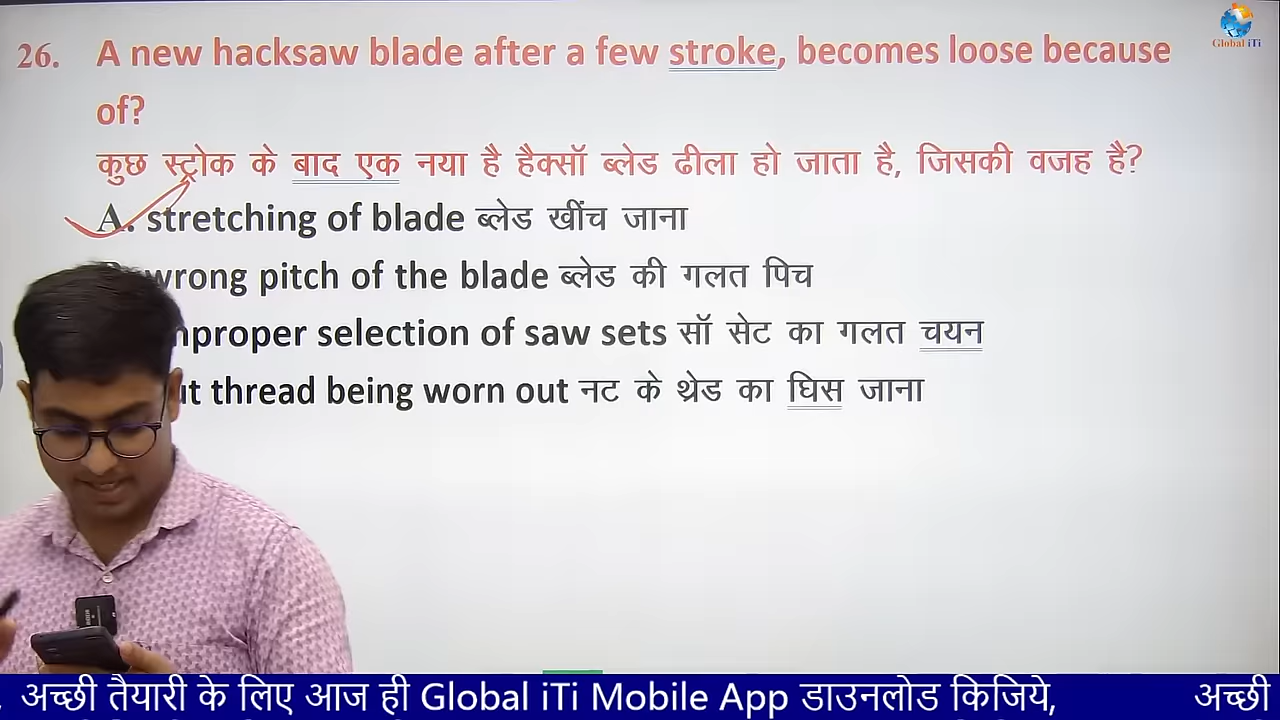 Global iTi
26. A new hacksaw blade after a few stroke, becomes loose because
of?
कुछ स्ट्रोक के बाद एक नया है हैक्सॉ ब्लेड ढीला हो जाता है, जिसकी वजह है?
A. stretching of blade ब्लेड खींच जाना
wrong pitch of the blade ब्लेड की गलत पिच
selection of saw sets सॉ सेट का गलत चयन
thread being worn out नट के थ्रेड का घिस जाना
अच्छी तैयारी के लिए आज ही Global iTi Mobile App डाउनलोड किजिये, अच्छी